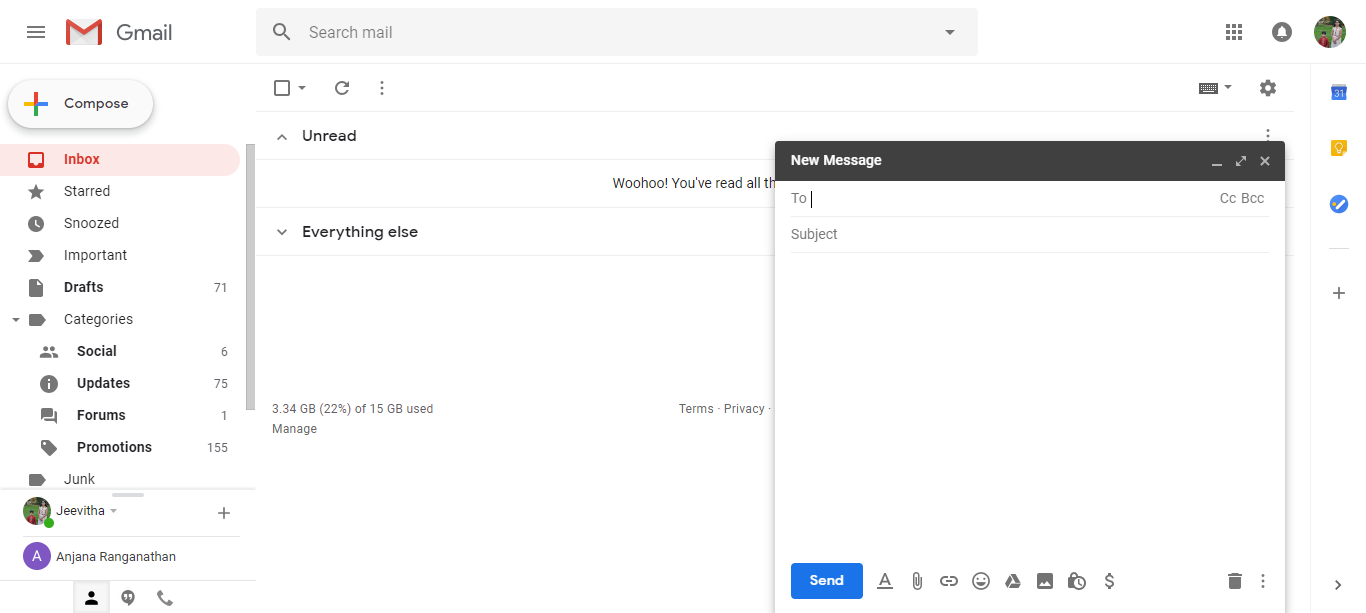 Gmail
Search mail
Compose
Inbox
Starred
Snoozed
Important
Drafts 71
Categories
Social 6
Updates 75
Forums 1
Promotions 155
Junk
Jeevitha
A Anjana Ranganathan
Unread
Woohoo! You've read all th
Everything else
3.34 GB (22%) of 15 GB used
Manage
Terms · Privacy ·
New Message
To Cc Bcc
Subject
Send
31